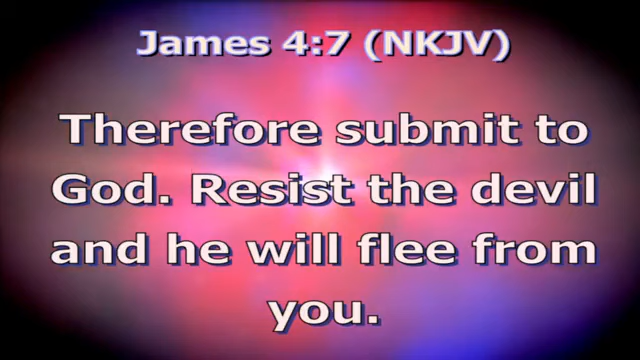 James 4:7 (NKJV)
Therefore submit to
God. Resist the devil
and he will flee from
you.